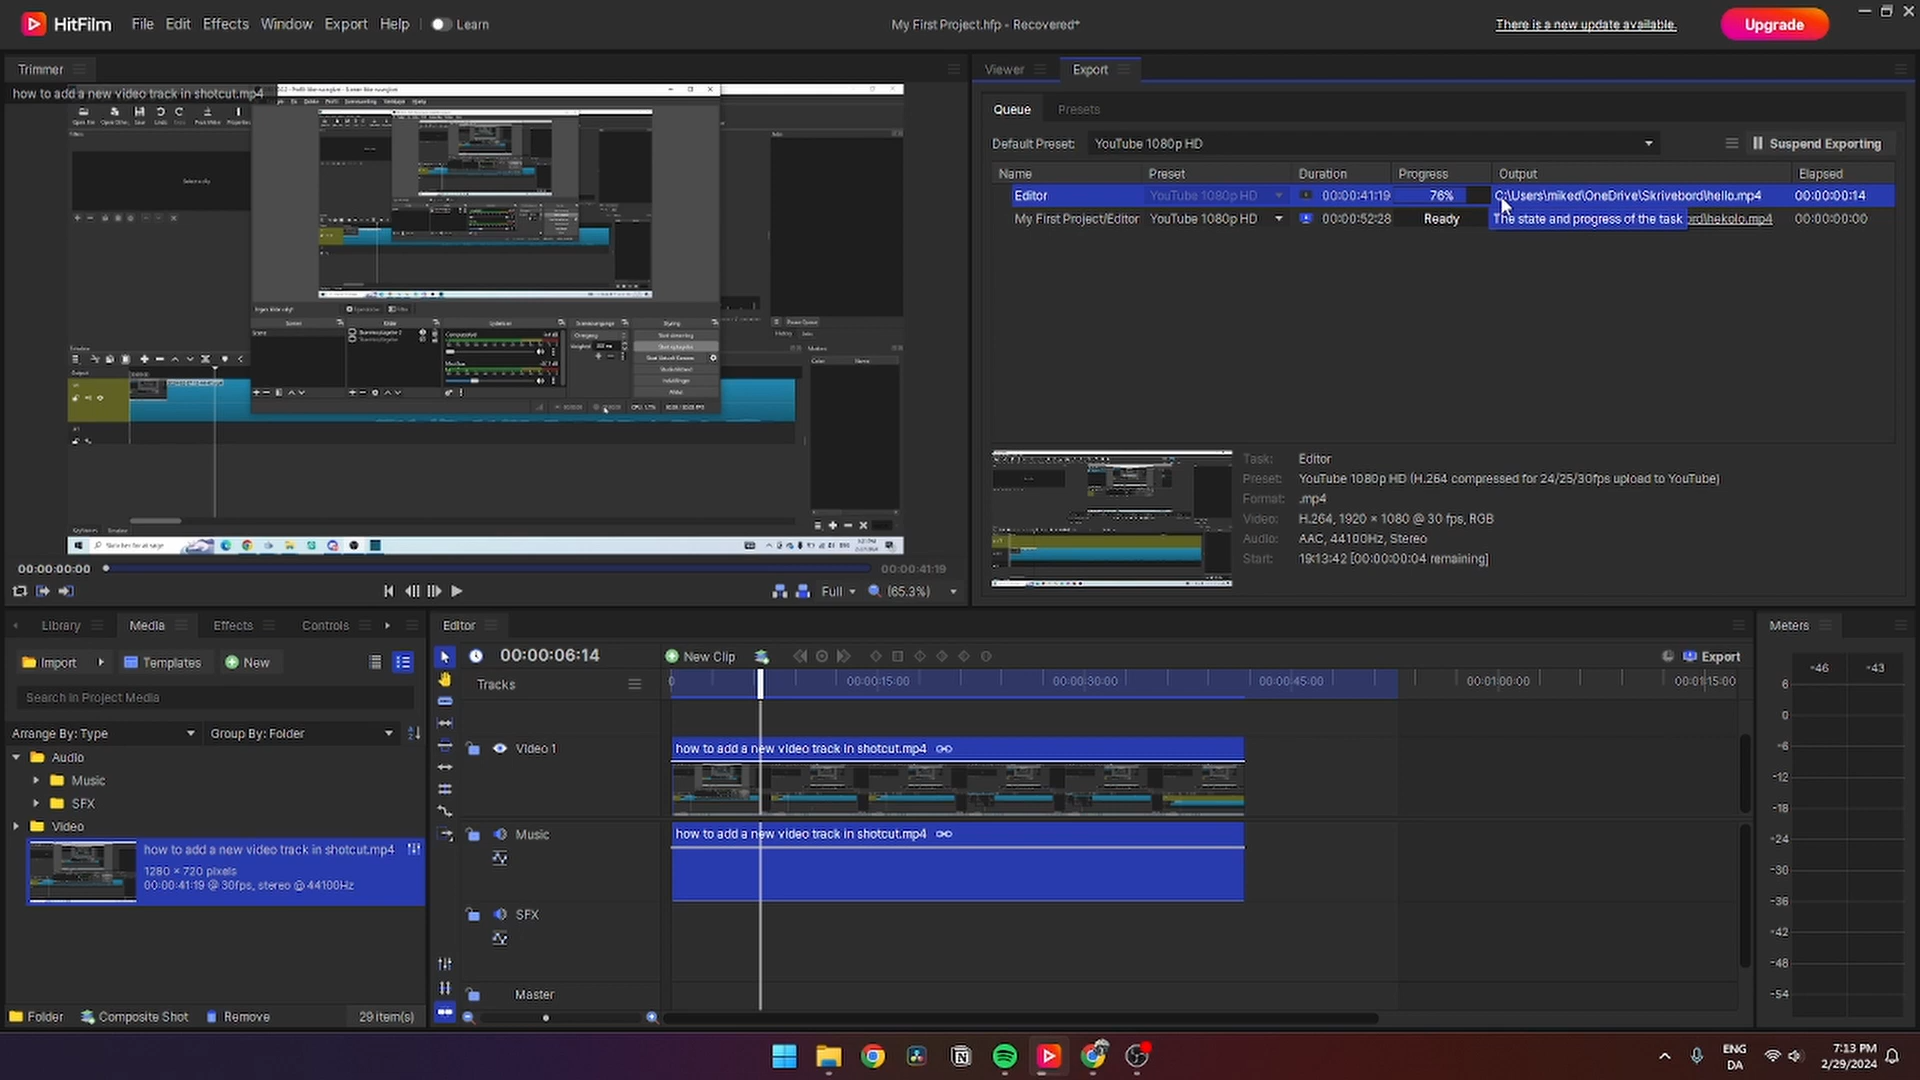 HitFilm
File Edit Effects Window Export Help Learn
My First Project.hfp - Recovered*
There is a new update available.
Upgrade
Trimmer
how to add a new video track in shotcut.mp4
00:00:00:00
00:00:41:19
Full
(65.3%)
Viewer
Export
Queue
Presets
Default Preset: YouTube 1080p HD
Suspend Exporting
Name Preset Duration Progress Output Elapsed
Editor YouTube 1080p HD 00:00:41:19 76% C:\Users\miked\OneDrive\Skrivebord\hello.mp4 00:00:00:14
My First Project/Editor YouTube 1080p HD 00:00:52:28 Ready ord\hekolo.mp4 00:00:00:00
The state and progress of the task
Task: Editor
Preset: YouTube 1080p HD (H.264 compressed for 24/25/30fps upload to YouTube)
Format: .mp4
Video: H.264, 1920 × 1080 @ 30 fps, RGB
Audio: AAC, 44100Hz, Stereo
Start: 19:13:42 [00:00:00:04 remaining]
Library Media Effects Controls
Import Templates New
Search in Project Media
Arrange By: Type
Group By: Folder
Audio
Music
SFX
Video
how to add a new video track in shotcut.mp4
1280 × 720 pixels
00:00:41:19 @ 30fps, stereo @ 44100Hz
Folder Composite Shot Remove 29 item(s)
Editor
00:00:06:14
New Clip
Export
Tracks
0 00:00:15:00 00:00:30:00 00:00:45:00 00:01:00:00 00:01:15:00
Video 1
how to add a new video track in shotcut.mp4
Music
how to add a new video track in shotcut.mp4
SFX
Master
Meters
-46 -43
6
0
-6
-12
-18
-24
-30
-36
-42
-48
-54
ENG
DA
7:13 PM
2/29/2024